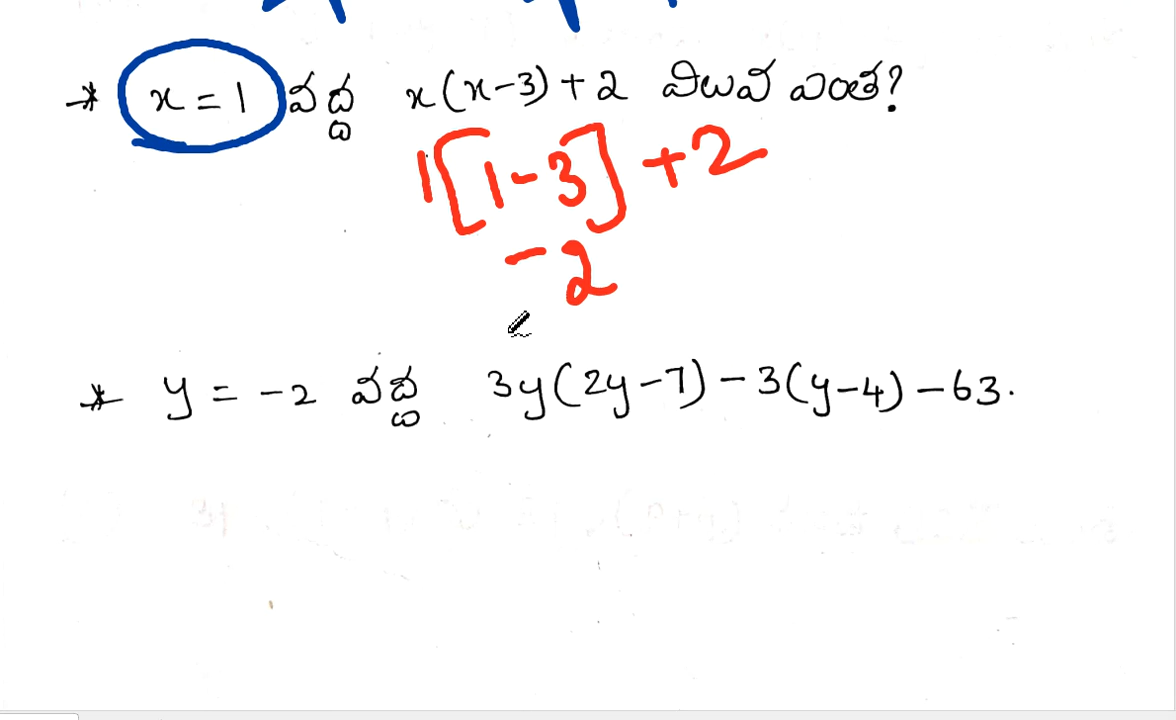 * x = 1 వద్ద x(x-3)+2 విలువ ఎంత?
1[1-3]+2
-2
* y = -2 వద్ద 3y(2y-7)-3(y-4)-63.